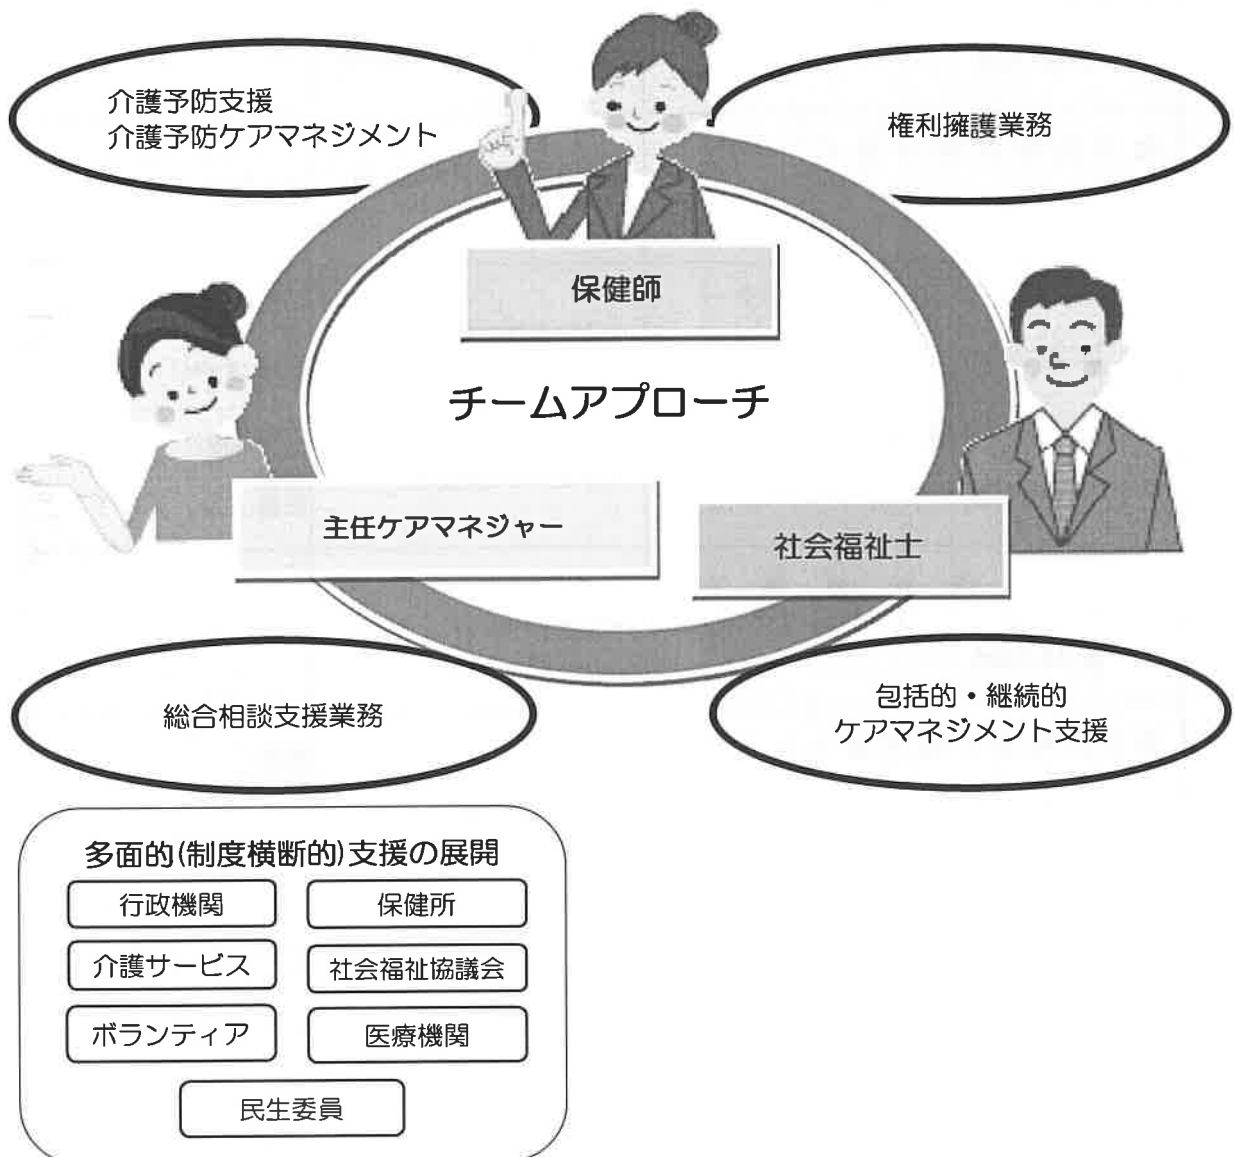 介護予防支援
介護予防ケアマネジメント
権利擁護業務
保健師
チームアプローチ
主任ケアマネジャー
社会福祉士
総合相談支援業務
包括的・継続的
ケアマネジメント支援
多面的(制度横断的)支援の展開
行政機関
保健所
介護サービス
社会福祉協議会
ボランティア
医療機関
民生委員